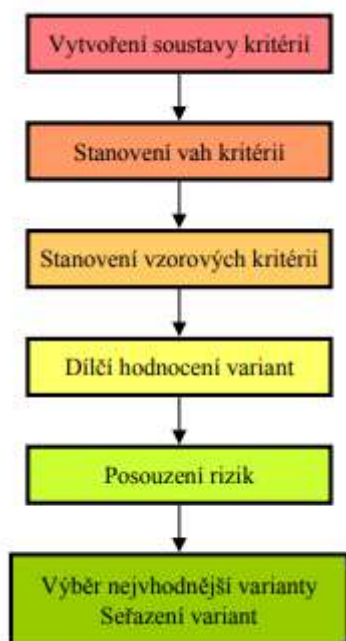 Vytvoření soustavy kritérií
Stanovení vah kritérií
Stanovení vzorových kritérií
Dílčí hodnocení variant
Posouzení rizik
Výběr nejvhodnější varianty
Seřazení variant